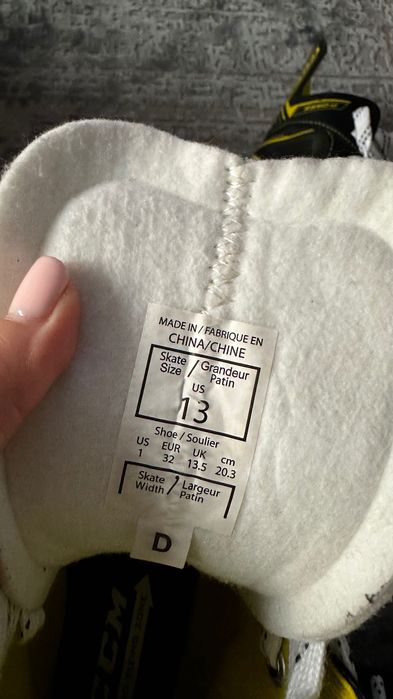 MADE IN / FABRIQUE EN
CHINA/CHINE
Skate Size / Grandeur Patin
US
13
Shoe / Soulier
US EUR UK cm
1 32 13.5 20.3
Skate Width / Largeur Patin
D
CCM